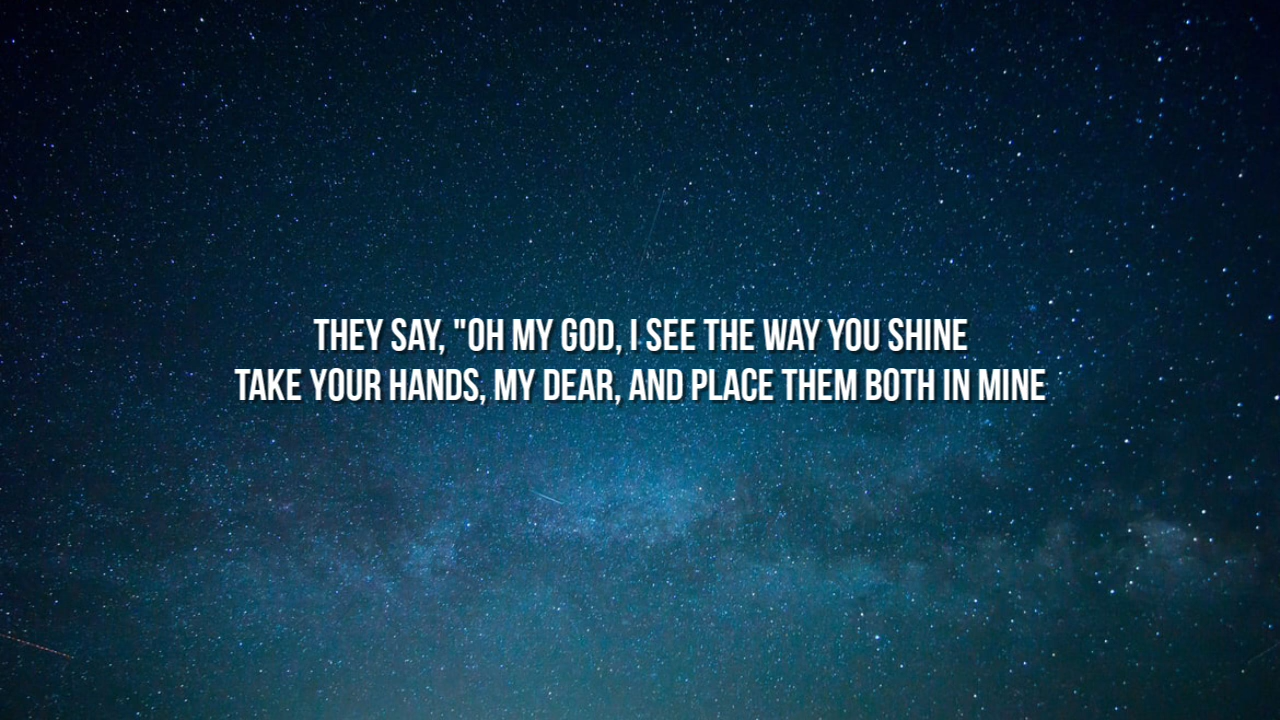 THEY SAY, "OH MY GOD, I SEE THE WAY YOU SHINE
TAKE YOUR HANDS, MY DEAR, AND PLACE THEM BOTH IN MINE